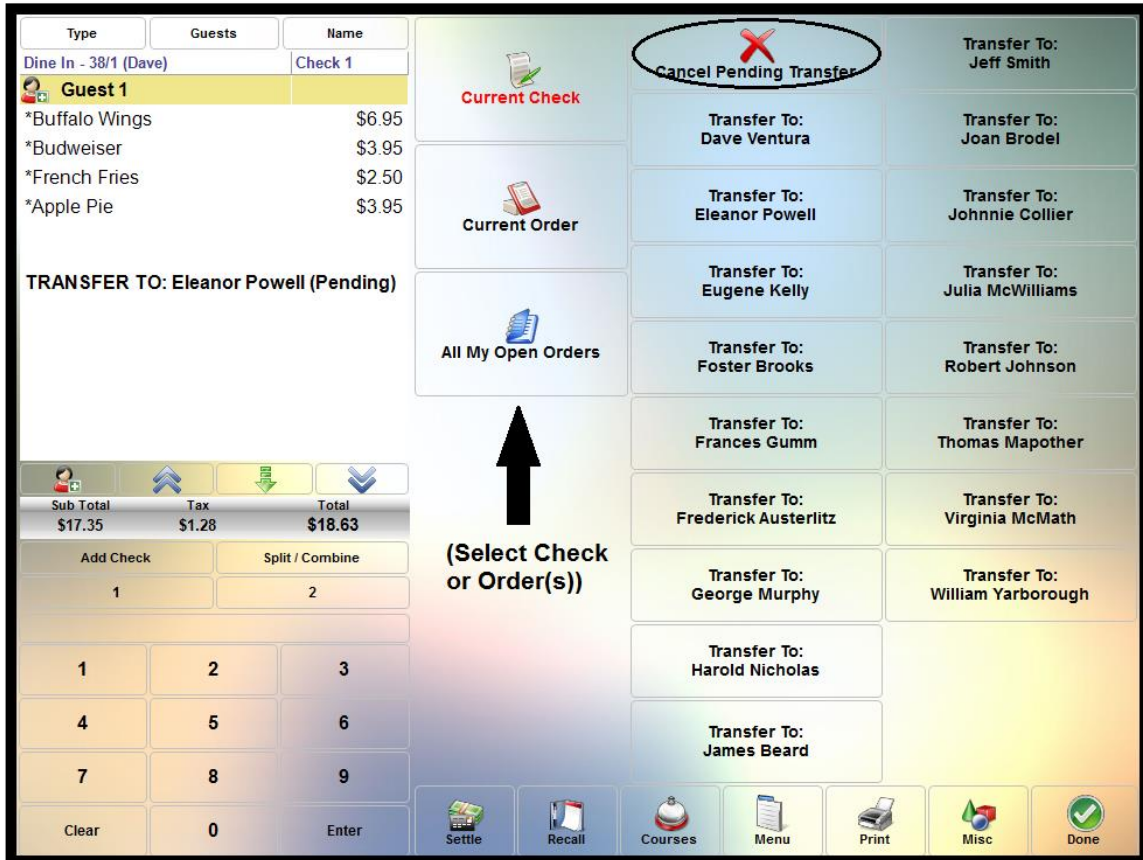 Type Guests Name
Dine In - 38/1 (Dave) Check 1
Guest 1
*Buffalo Wings $6.95
*Budweiser $3.95
*French Fries $2.50
*Apple Pie $3.95
TRANSFER TO: Eleanor Powell (Pending)
Sub Total Tax Total
$17.35 $1.28 $18.63
Add Check Split / Combine
1 2
1 2 3
4 5 6
7 8 9
Clear 0 Enter
Current Check
Current Order
All My Open Orders
(Select Check
or Order(s))
Cancel Pending Transfer
Transfer To:
Dave Ventura
Transfer To:
Eleanor Powell
Transfer To:
Eugene Kelly
Transfer To:
Foster Brooks
Transfer To:
Frances Gumm
Transfer To:
Frederick Austerlitz
Transfer To:
George Murphy
Transfer To:
Harold Nicholas
Transfer To:
James Beard
Transfer To:
Jeff Smith
Transfer To:
Joan Brodel
Transfer To:
Johnnie Collier
Transfer To:
Julia McWilliams
Transfer To:
Robert Johnson
Transfer To:
Thomas Mapother
Transfer To:
Virginia McMath
Transfer To:
William Yarborough
Settle Recall Courses Menu Print Misc Done